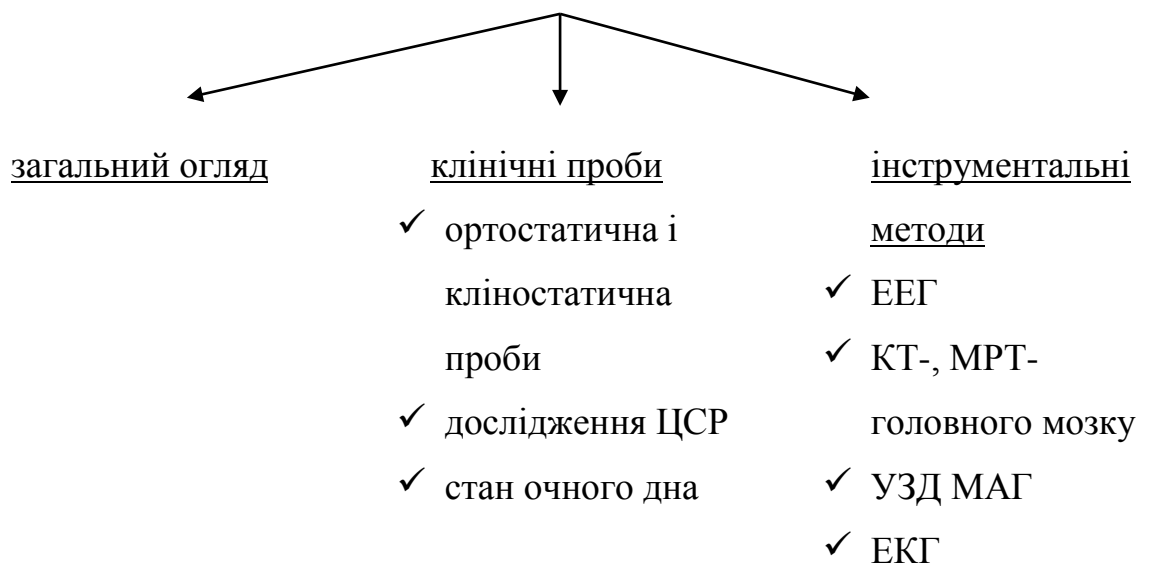 загальний огляд
клінічні проби
✓ ортостатична і
кліностатична
проби
✓ дослідження ЦСР
✓ стан очного дна
інструментальні
методи
✓ ЕЕГ
✓ КТ-, МРТ-
головного мозку
✓ УЗД МАГ
✓ ЕКГ